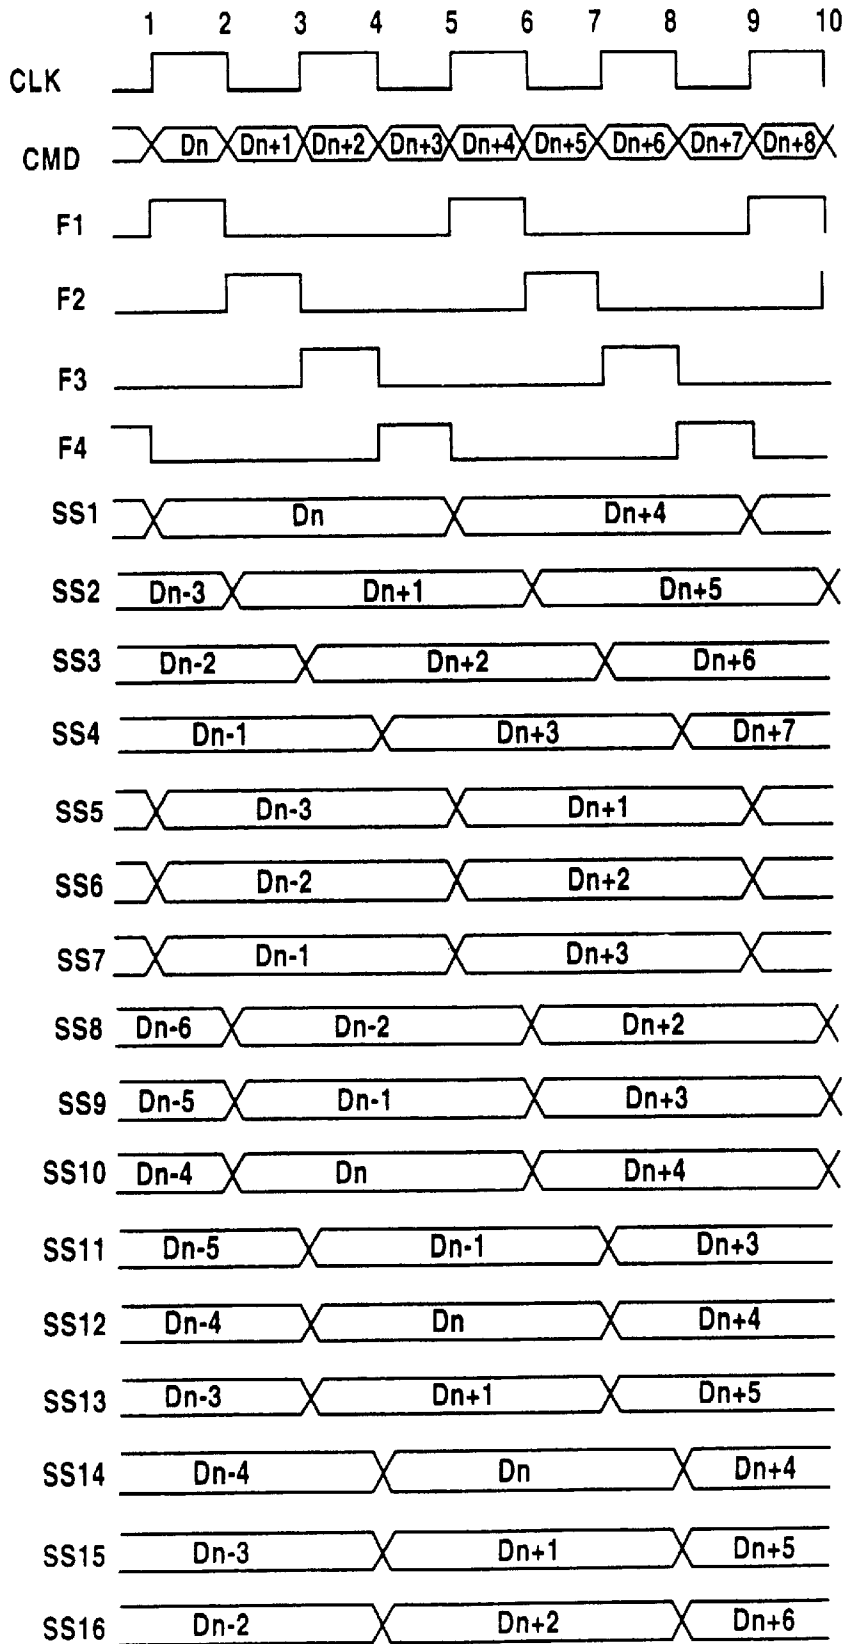 1 2 3 4 5 6 7 8 9 10
CLK
CMD Dn Dn+1 Dn+2 Dn+3 Dn+4 Dn+5 Dn+6 Dn+7 Dn+8
F1
F2
F3
F4
SS1 Dn Dn+4
SS2 Dn-3 Dn+1 Dn+5
SS3 Dn-2 Dn+2 Dn+6
SS4 Dn-1 Dn+3 Dn+7
SS5 Dn-3 Dn+1
SS6 Dn-2 Dn+2
SS7 Dn-1 Dn+3
SS8 Dn-6 Dn-2 Dn+2
SS9 Dn-5 Dn-1 Dn+3
SS10 Dn-4 Dn Dn+4
SS11 Dn-5 Dn-1 Dn+3
SS12 Dn-4 Dn Dn+4
SS13 Dn-3 Dn+1 Dn+5
SS14 Dn-4 Dn Dn+4
SS15 Dn-3 Dn+1 Dn+5
SS16 Dn-2 Dn+2 Dn+6